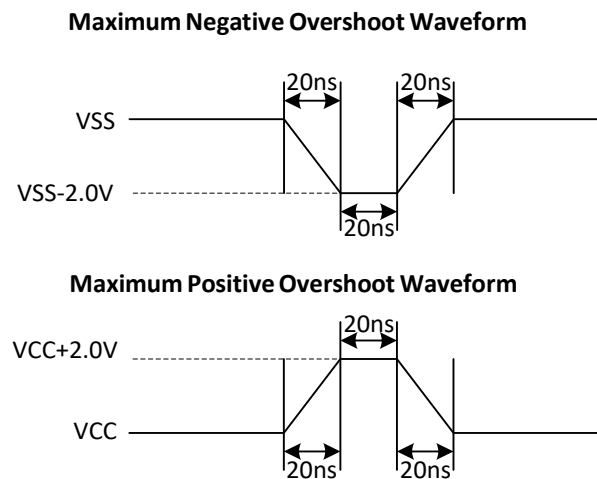 Maximum Negative Overshoot Waveform
20ns 20ns
VSS
VSS-2.0V
20ns
Maximum Positive Overshoot Waveform
20ns
VCC+2.0V
VCC
20ns 20ns